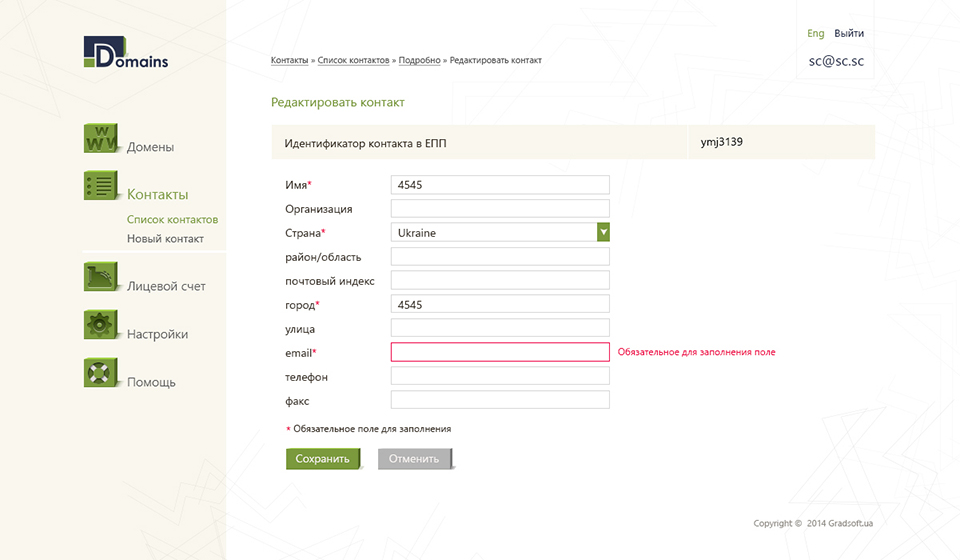 Domains
Eng Выйти
sc@sc.sc
Контакты » Список контактов » Подробно » Редактировать контакт
Редактировать контакт
WWW
Домены
Контакты
Список контактов
Новый контакт
Лицевой счет
Настройки
Помощь
Идентификатор контакта в ЕПП ymj3139
Имя* 4545
Организация
Страна* Ukraine
район/область
почтовый индекс
город* 4545
улица
email* Обязательное для заполнения поле
телефон
факс
* Обязательное поле для заполнения
Сохранить Отменить
Copyright © 2014 Gradsoft.ua